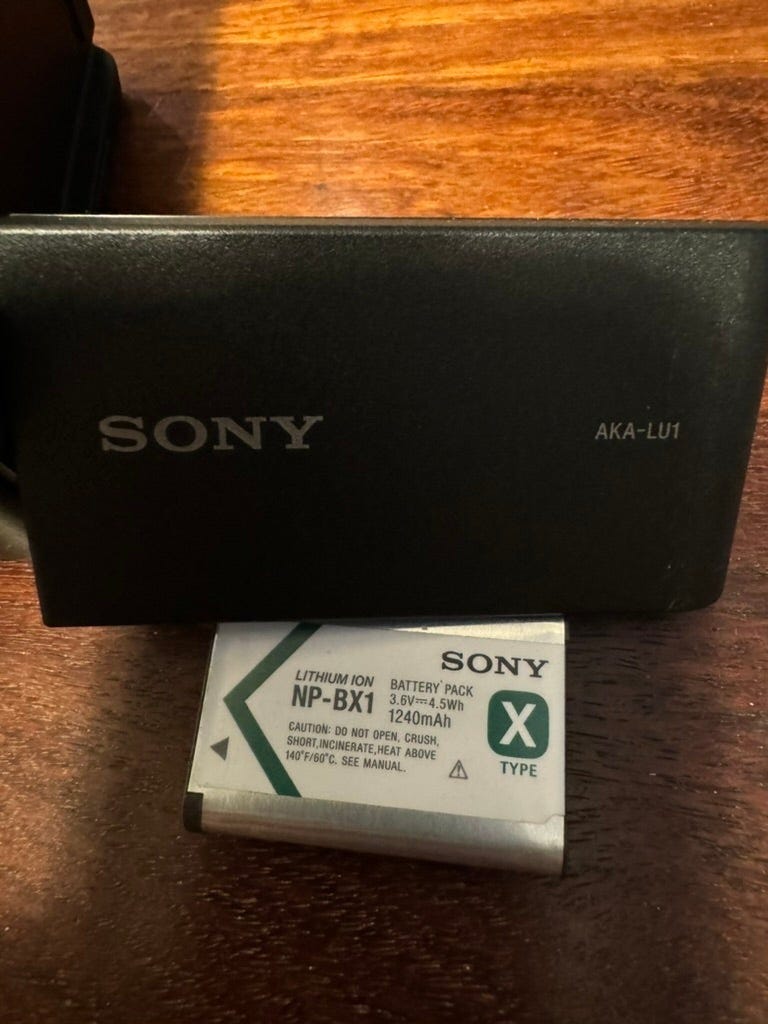 SONY
AKA-LU1
SONY
LITHIUM ION
NP-BX1
BATTERY PACK
3.6V⎓4.5Wh
1240mAh
CAUTION: DO NOT OPEN, CRUSH,
SHORT,INCINERATE,HEAT ABOVE
140°F/60°C. SEE MANUAL.
X
TYPE